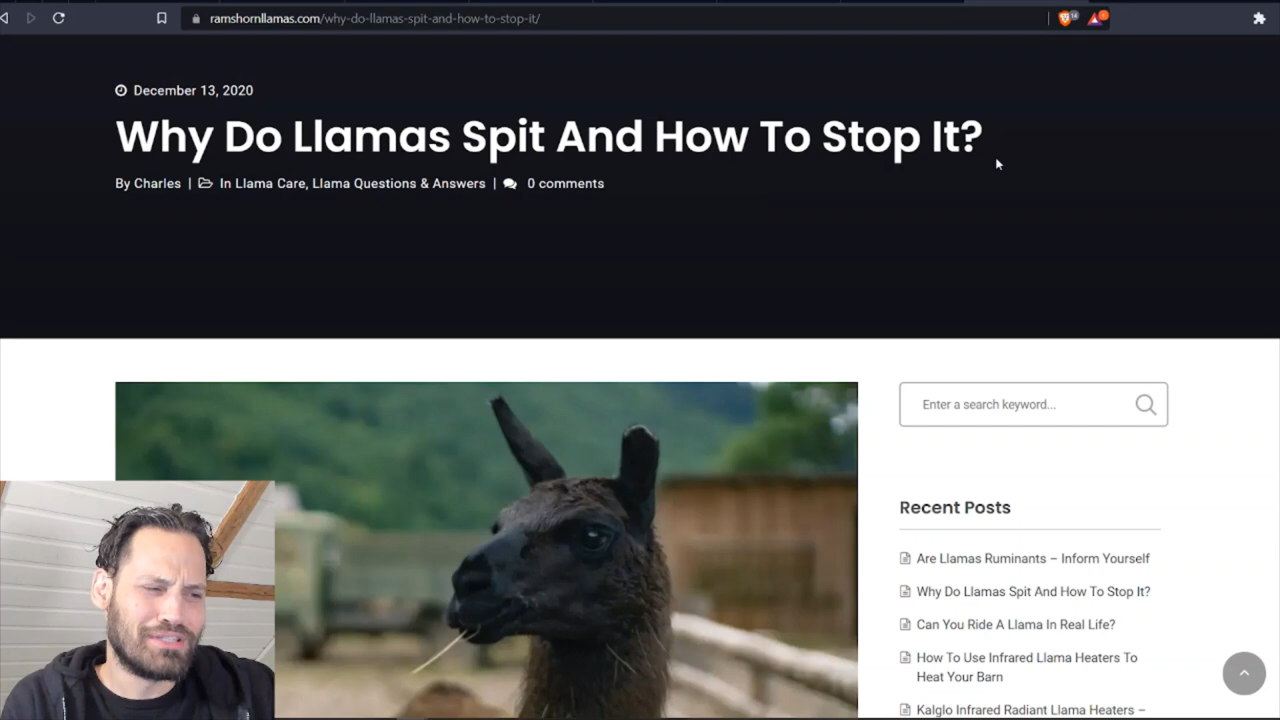 ramshornllamas.com/why-do-llamas-spit-and-how-to-stop-it/
December 13, 2020
Why Do Llamas Spit And How To Stop It?
By Charles | In Llama Care, Llama Questions & Answers | 0 comments
Enter a search keyword...
Recent Posts
Are Llamas Ruminants – Inform Yourself
Why Do Llamas Spit And How To Stop It?
Can You Ride A Llama In Real Life?
How To Use Infrared Llama Heaters To
Heat Your Barn
Kalglo Infrared Radiant Llama Heaters –